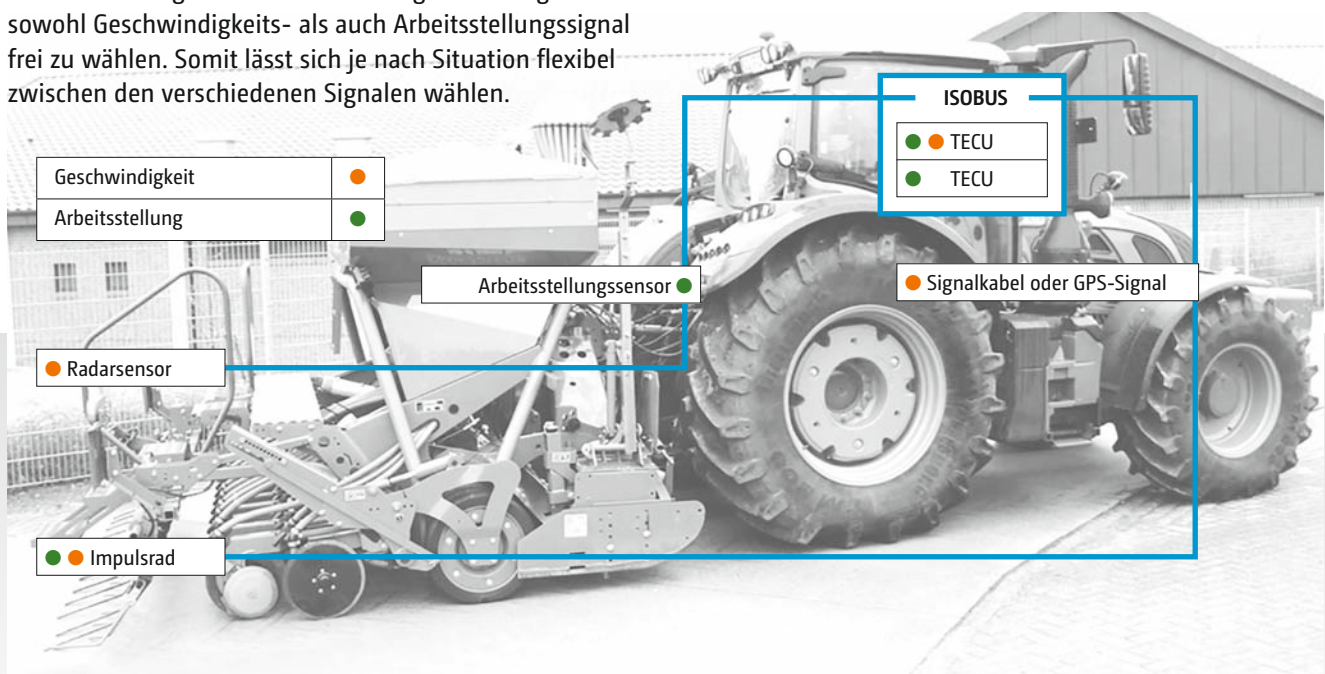 sowohl Geschwindigkeits- als auch Arbeitsstellungssignal
frei zu wählen. Somit lässt sich je nach Situation flexibel
zwischen den verschiedenen Signalen wählen.
ISOBUS
TECU
TECU
Geschwindigkeit
Arbeitsstellung
Arbeitsstellungssensor
Signalkabel oder GPS-Signal
Radarsensor
Impulsrad